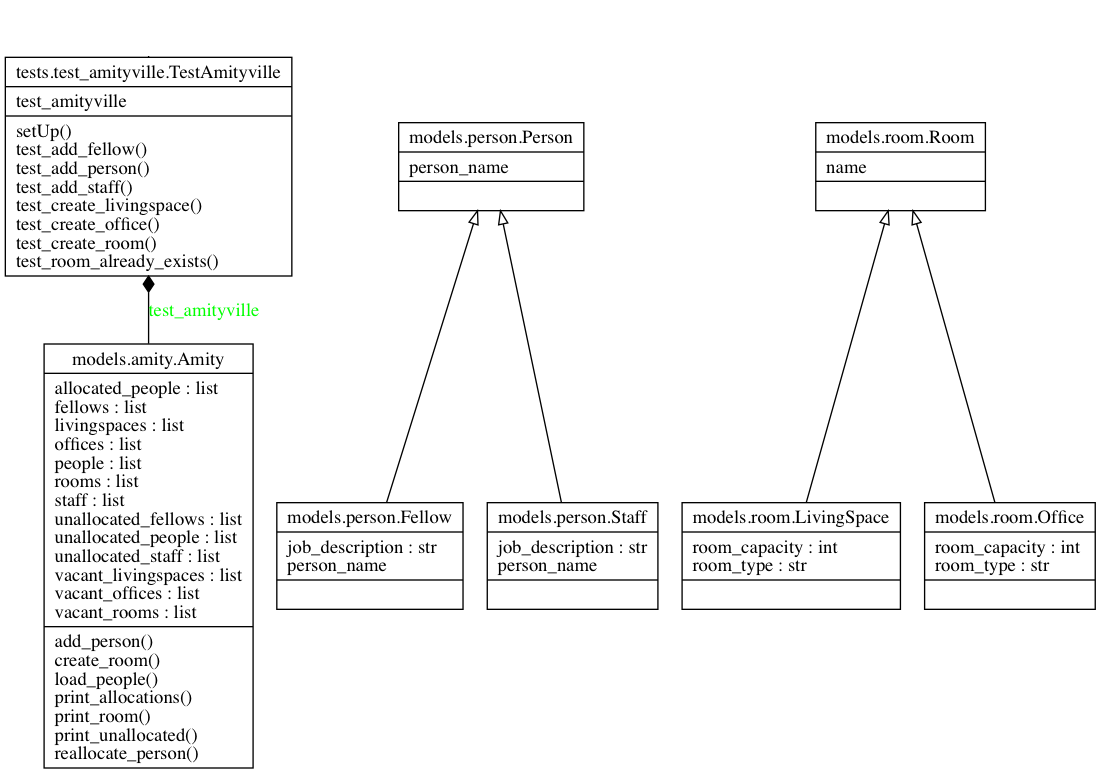 tests.test_amityville.TestAmityville
test_amityville
setUp()
test_add_fellow()
test_add_person()
test_add_staff()
test_create_livingspace()
test_create_office()
test_create_room()
test_room_already_exists()
test_amityville
models.amity.Amity
allocated_people : list
fellows : list
livingspaces : list
offices : list
people : list
rooms : list
staff : list
unallocated_fellows : list
unallocated_people : list
unallocated_staff : list
vacant_livingspaces : list
vacant_offices : list
vacant_rooms : list
add_person()
create_room()
load_people()
print_allocations()
print_room()
print_unallocated()
reallocate_person()
models.person.Person
person_name
models.person.Fellow
job_description : str
person_name
models.person.Staff
job_description : str
person_name
models.room.Room
name
models.room.LivingSpace
room_capacity : int
room_type : str
models.room.Office
room_capacity : int
room_type : str